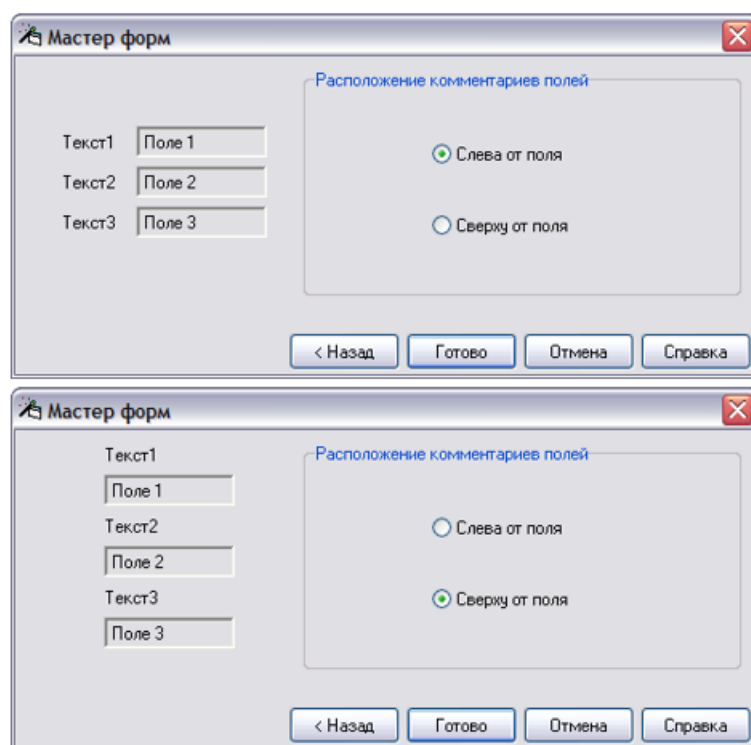 Мастер форм
Расположение комментариев полей
Текст1 Поле 1
Слева от поля
Текст2 Поле 2
Текст3 Поле 3
Сверху от поля
< Назад Готово Отмена Справка
Мастер форм
Текст1
Расположение комментариев полей
Поле 1
Текст2
Слева от поля
Поле 2
Текст3
Сверху от поля
Поле 3
< Назад Готово Отмена Справка